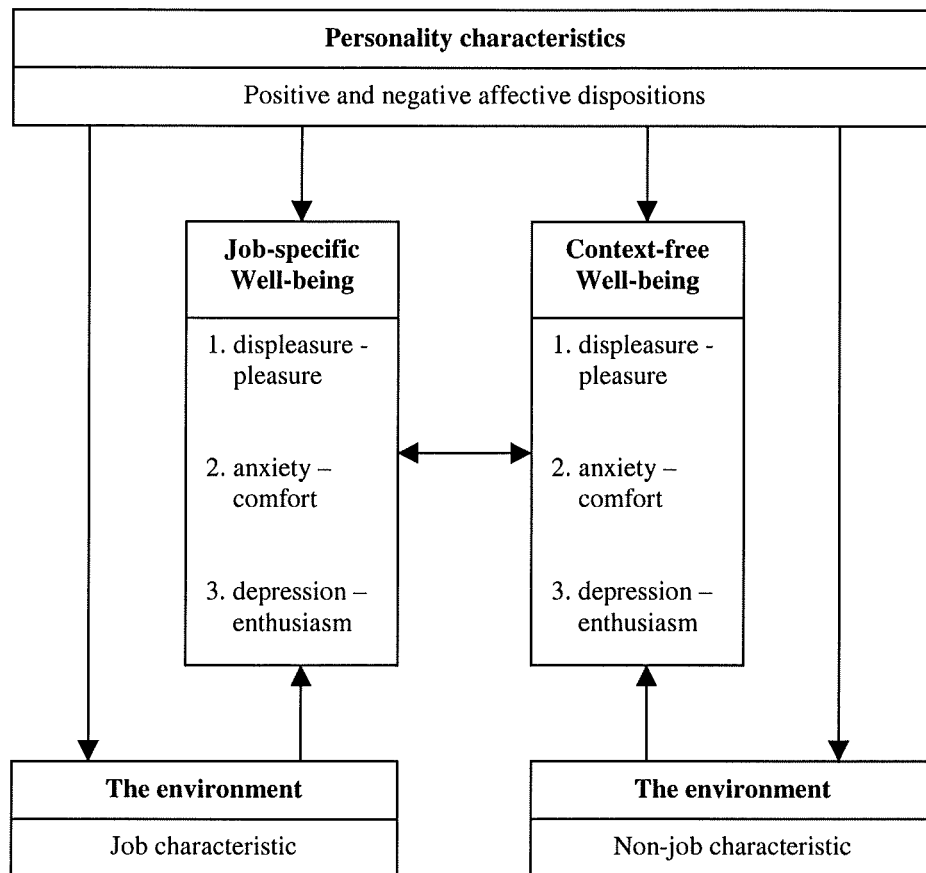 Personality characteristics
Positive and negative affective dispositions
Job-specific
Well-being
1. displeasure -
pleasure
2. anxiety –
comfort
3. depression –
enthusiasm
Context-free
Well-being
1. displeasure -
pleasure
2. anxiety –
comfort
3. depression –
enthusiasm
The environment
Job characteristic
The environment
Non-job characteristic